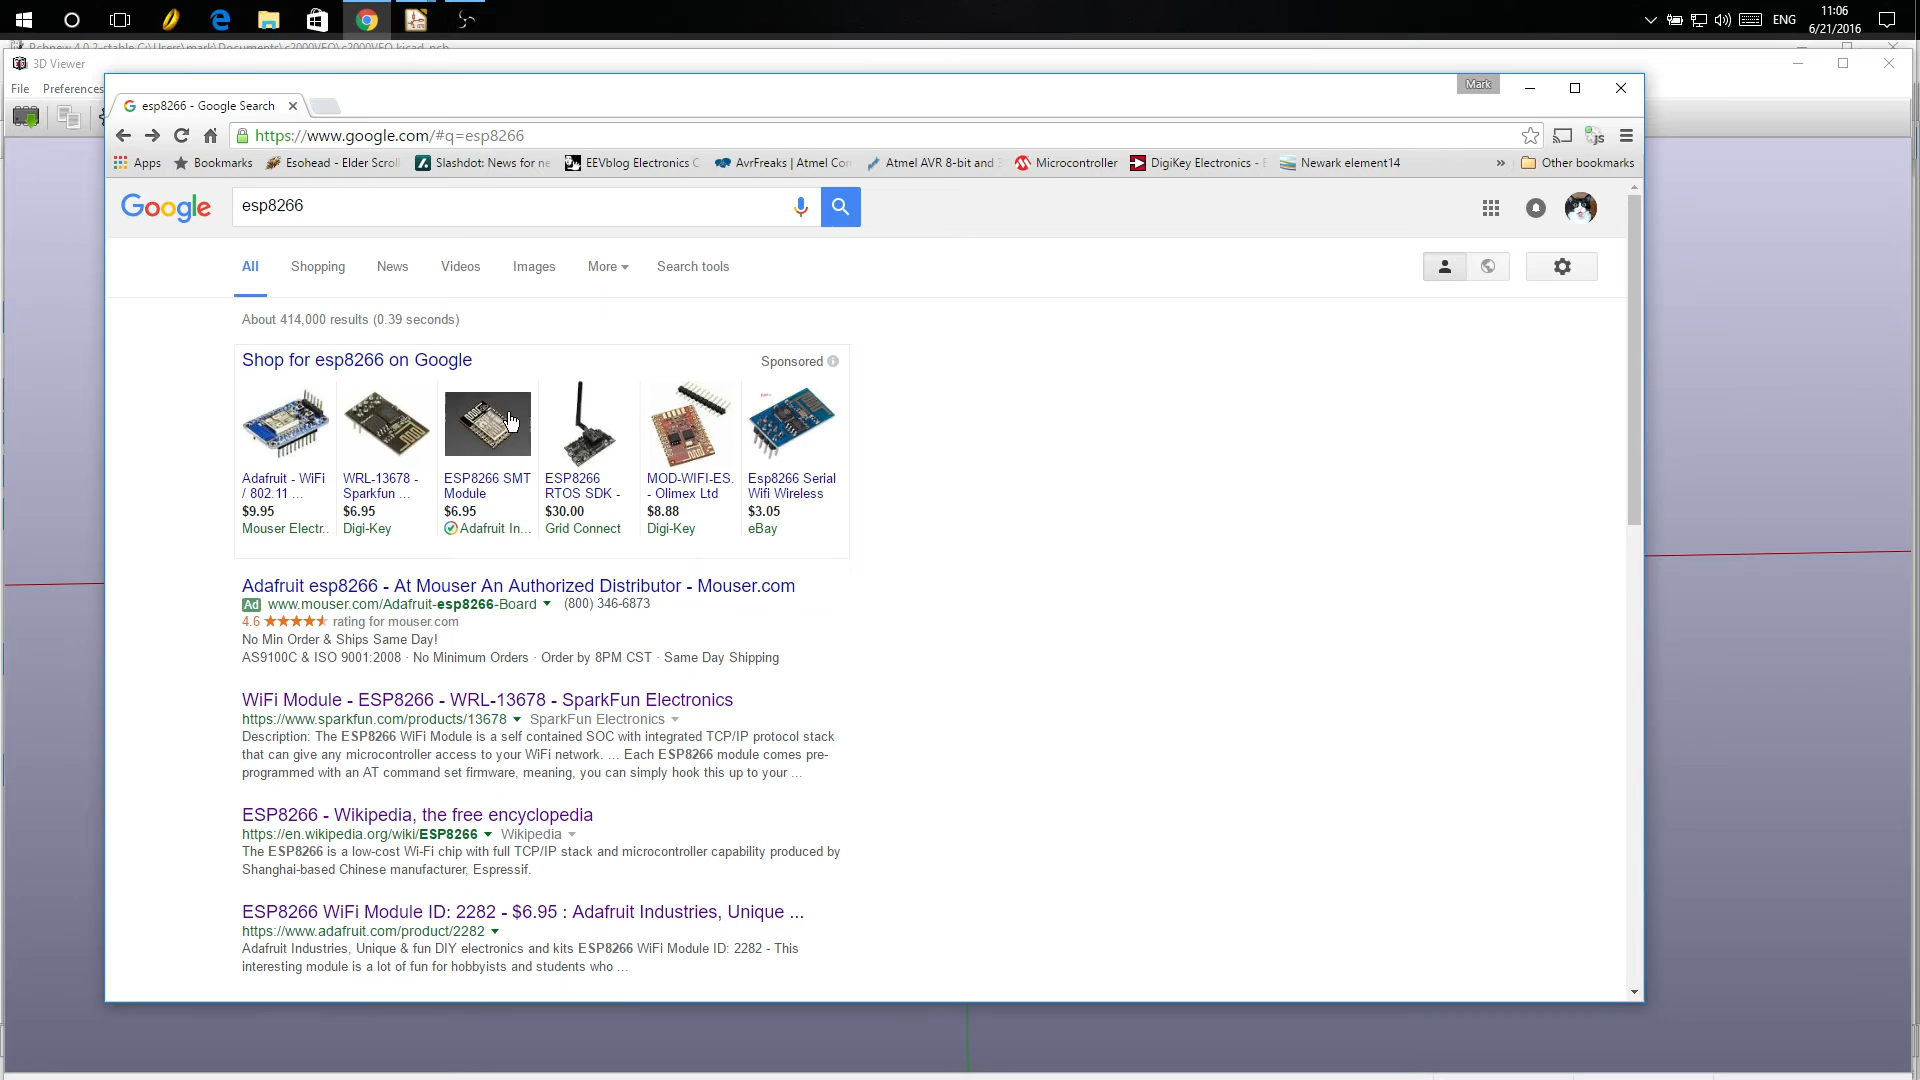 ENG
11:06
6/21/2016
Pcbnew 4.0.2-stable C:\Users\mark\Documents\c2000VFO\c2000VFO.kicad_pcb
3D Viewer
File Preferences
Mark
esp8266 - Google Search
https://www.google.com/#q=esp8266
Apps Bookmarks Esohead - Elder Scroll Slashdot: News for ne EEVblog Electronics C AvrFreaks | Atmel Con Atmel AVR 8-bit and 3 Microcontroller DigiKey Electronics - E Newark element14 » Other bookmarks
Google esp8266
All Shopping News Videos Images More Search tools
About 414,000 results (0.39 seconds)
Shop for esp8266 on Google Sponsored
Adafruit - WiFi WRL-13678 - ESP8266 SMT ESP8266 MOD-WIFI-ES. Esp8266 Serial
/ 802.11 ... Sparkfun ... Module RTOS SDK - - Olimex Ltd Wifi Wireless
$9.95 $6.95 $6.95 $30.00 $8.88 $3.05
Mouser Electr.. Digi-Key Adafruit In... Grid Connect Digi-Key eBay
Adafruit esp8266 - At Mouser An Authorized Distributor - Mouser.com
Ad www.mouser.com/Adafruit-esp8266-Board (800) 346-6873
4.6 rating for mouser.com
No Min Order & Ships Same Day!
AS9100C & ISO 9001:2008 · No Minimum Orders · Order by 8PM CST · Same Day Shipping
WiFi Module - ESP8266 - WRL-13678 - SparkFun Electronics
https://www.sparkfun.com/products/13678 SparkFun Electronics
Description: The ESP8266 WiFi Module is a self contained SOC with integrated TCP/IP protocol stack
that can give any microcontroller access to your WiFi network. ... Each ESP8266 module comes pre-
programmed with an AT command set firmware, meaning, you can simply hook this up to your ...
ESP8266 - Wikipedia, the free encyclopedia
https://en.wikipedia.org/wiki/ESP8266 Wikipedia
The ESP8266 is a low-cost Wi-Fi chip with full TCP/IP stack and microcontroller capability produced by
Shanghai-based Chinese manufacturer, Espressif.
ESP8266 WiFi Module ID: 2282 - $6.95 : Adafruit Industries, Unique ...
https://www.adafruit.com/product/2282
Adafruit Industries, Unique & fun DIY electronics and kits ESP8266 WiFi Module ID: 2282 - This
interesting module is a lot of fun for hobbyists and students who ...